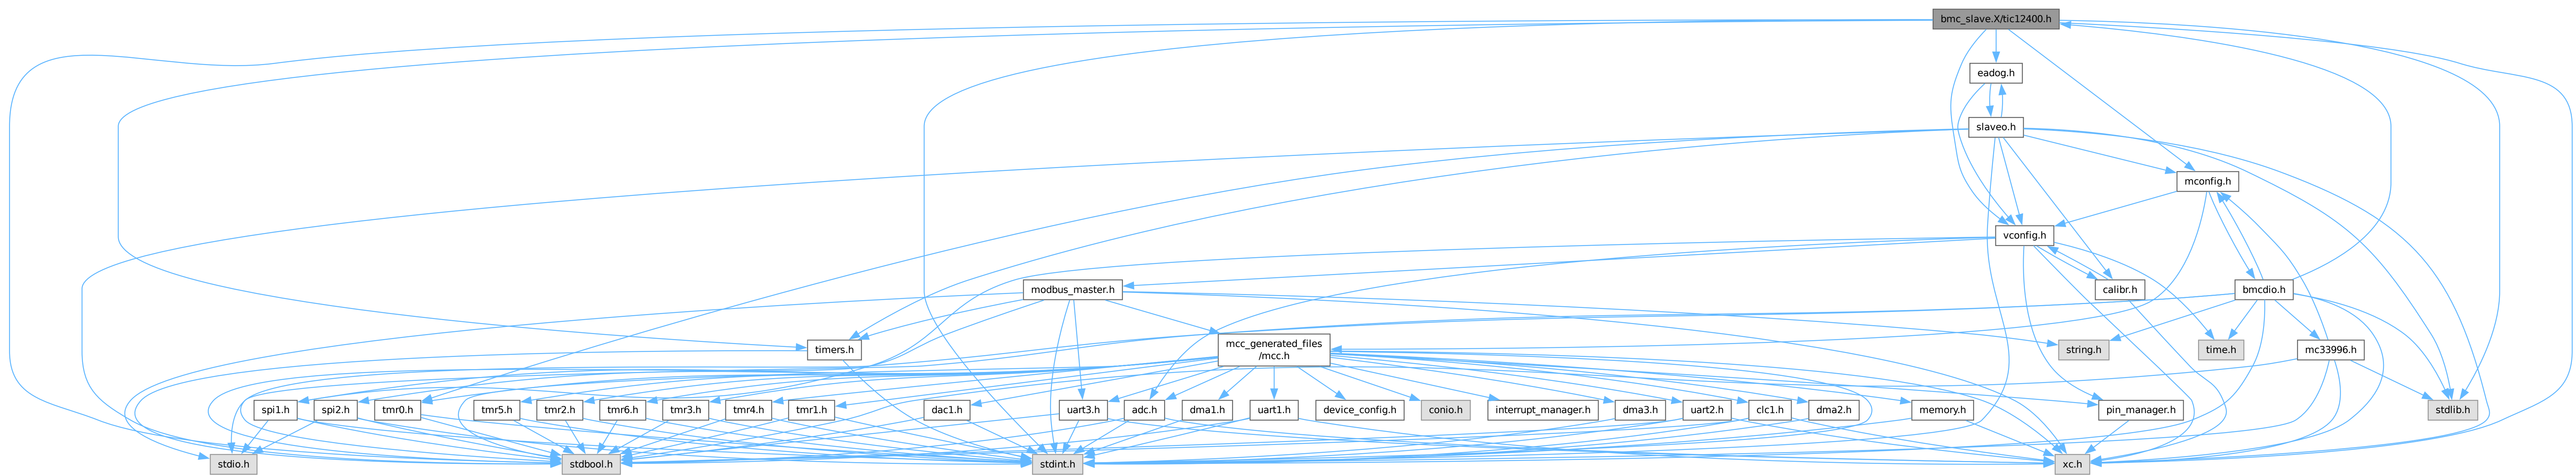 bmc_slave.X/tic12400.h
eadog.h
slaveo.h
mconfig.h
vconfig.h
modbus_master.h
calibr.h
bmcdio.h
mcc_generated_files
/mcc.h
timers.h
string.h
time.h
mc33996.h
spi1.h
spi2.h
tmr0.h
tmr5.h
tmr2.h
tmr6.h
tmr3.h
tmr4.h
tmr1.h
dac1.h
uart3.h
adc.h
dma1.h
uart1.h
device_config.h
conio.h
interrupt_manager.h
dma3.h
uart2.h
clc1.h
dma2.h
memory.h
pin_manager.h
stdlib.h
stdio.h
stdbool.h
stdint.h
xc.h